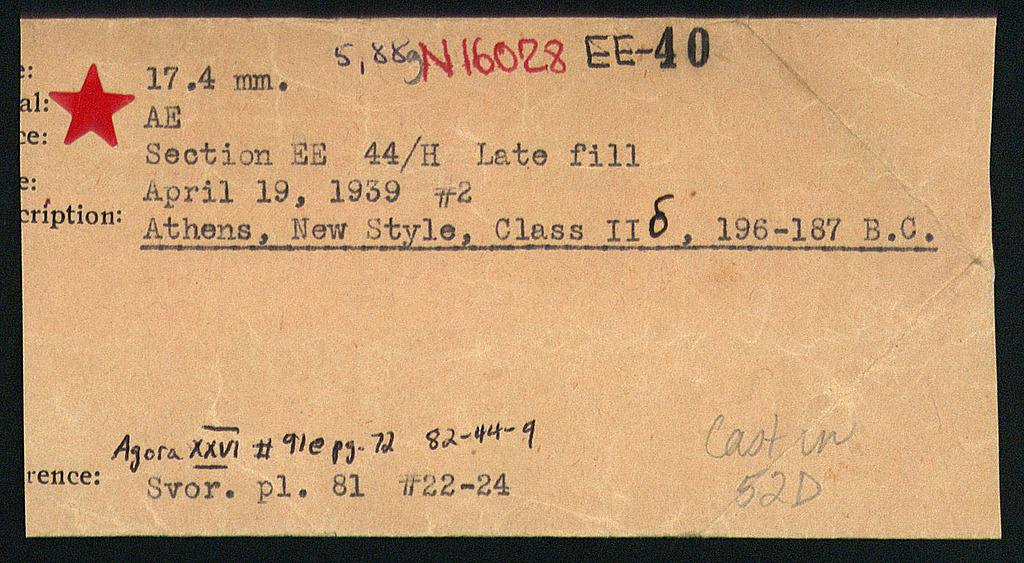 5,88g N16028 EE-40
e: 17.4 mm.
al: AE
ce: Section EE 44/H Late fill
e: April 19, 1939 #2
cription: Athens, New Style, Class II δ, 196-187 B.C.
Agora XXVI # 91e pg. 72 82-44-9
rence: Svor. pl. 81 #22-24
Cast in
52D